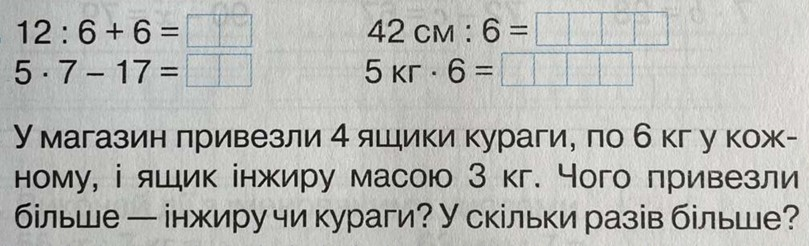 12 : 6 + 6 =
42 см : 6 =
5 · 7 – 17 =
5 кг · 6 =
У магазин привезли 4 ящики кураги, по 6 кг у кож-
ному, і ящик інжиру масою 3 кг. Чого привезли
більше — інжиру чи кураги? У скільки разів більше?